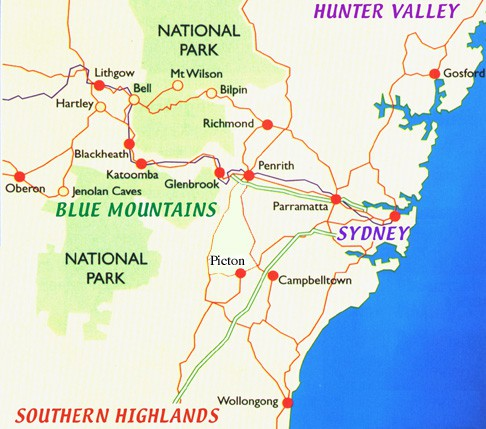 HUNTER VALLEY
NATIONAL
PARK
Lithgow
Mt Wilson
Gosford
Bell
Bilpin
Hartley
Richmond
Blackheath
Katoomba
Penrith
Glenbrook
Oberon
Jenolan Caves
Parramatta
BLUE MOUNTAINS
SYDNEY
NATIONAL
PARK
Picton
Campbelltown
Wollongong
SOUTHERN HIGHLANDS